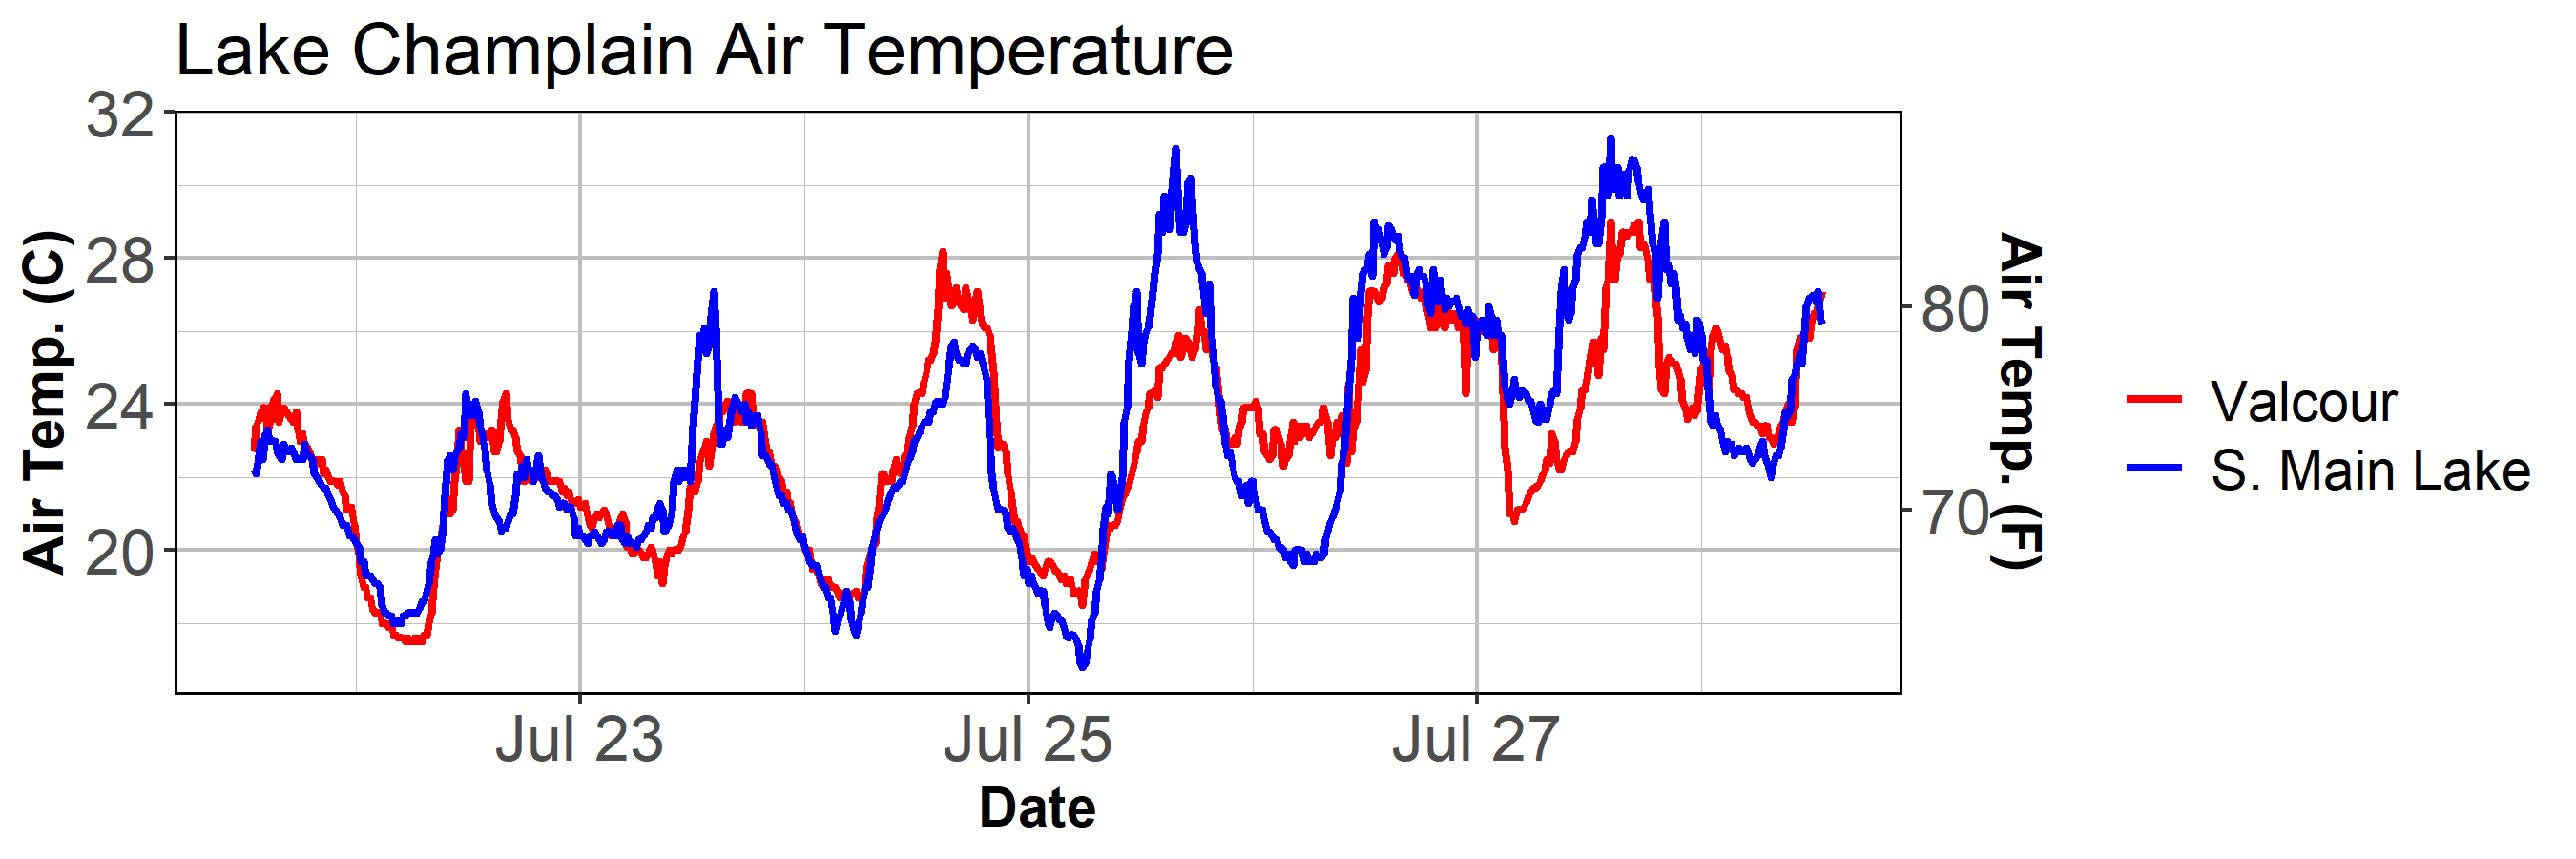 Lake Champlain Air Temperature
32
28
24
20
Air Temp. (C)
80
70
Air Temp. (F)
Jul 23
Jul 25
Jul 27
Date
Valcour
S. Main Lake